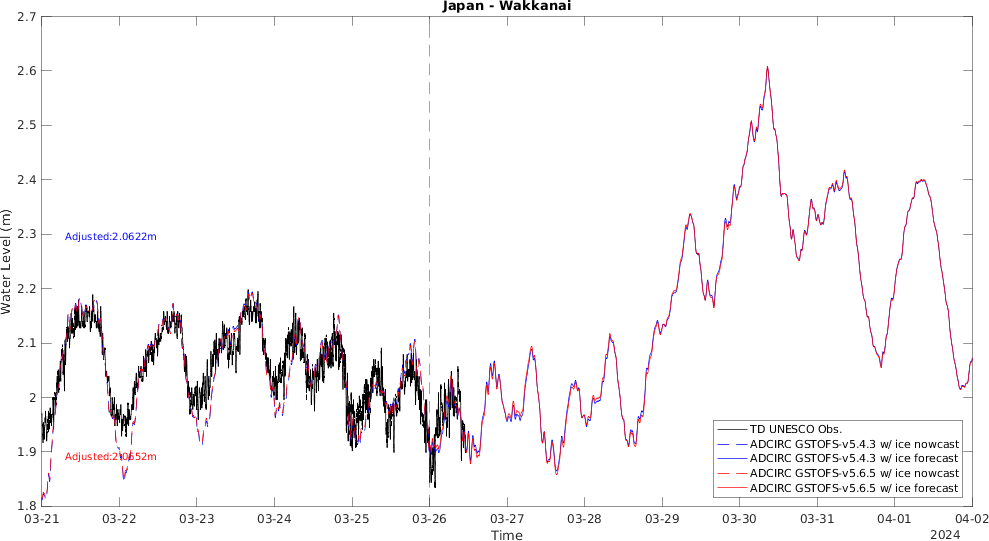 Japan - Wakkanai
2.7
2.6
2.5
2.4
2.3
2.2
2.1
2
1.9
1.8
Water Level (m)
Adjusted:2.0622m
Adjusted:2.0652m
TD UNESCO Obs.
ADCIRC GSTOFS-v5.4.3 w/ ice nowcast
ADCIRC GSTOFS-v5.4.3 w/ ice forecast
ADCIRC GSTOFS-v5.6.5 w/ ice nowcast
ADCIRC GSTOFS-v5.6.5 w/ ice forecast
03-21 03-22 03-23 03-24 03-25 03-26 03-27 03-28 03-29 03-30 03-31 04-01 04-02
Time
2024